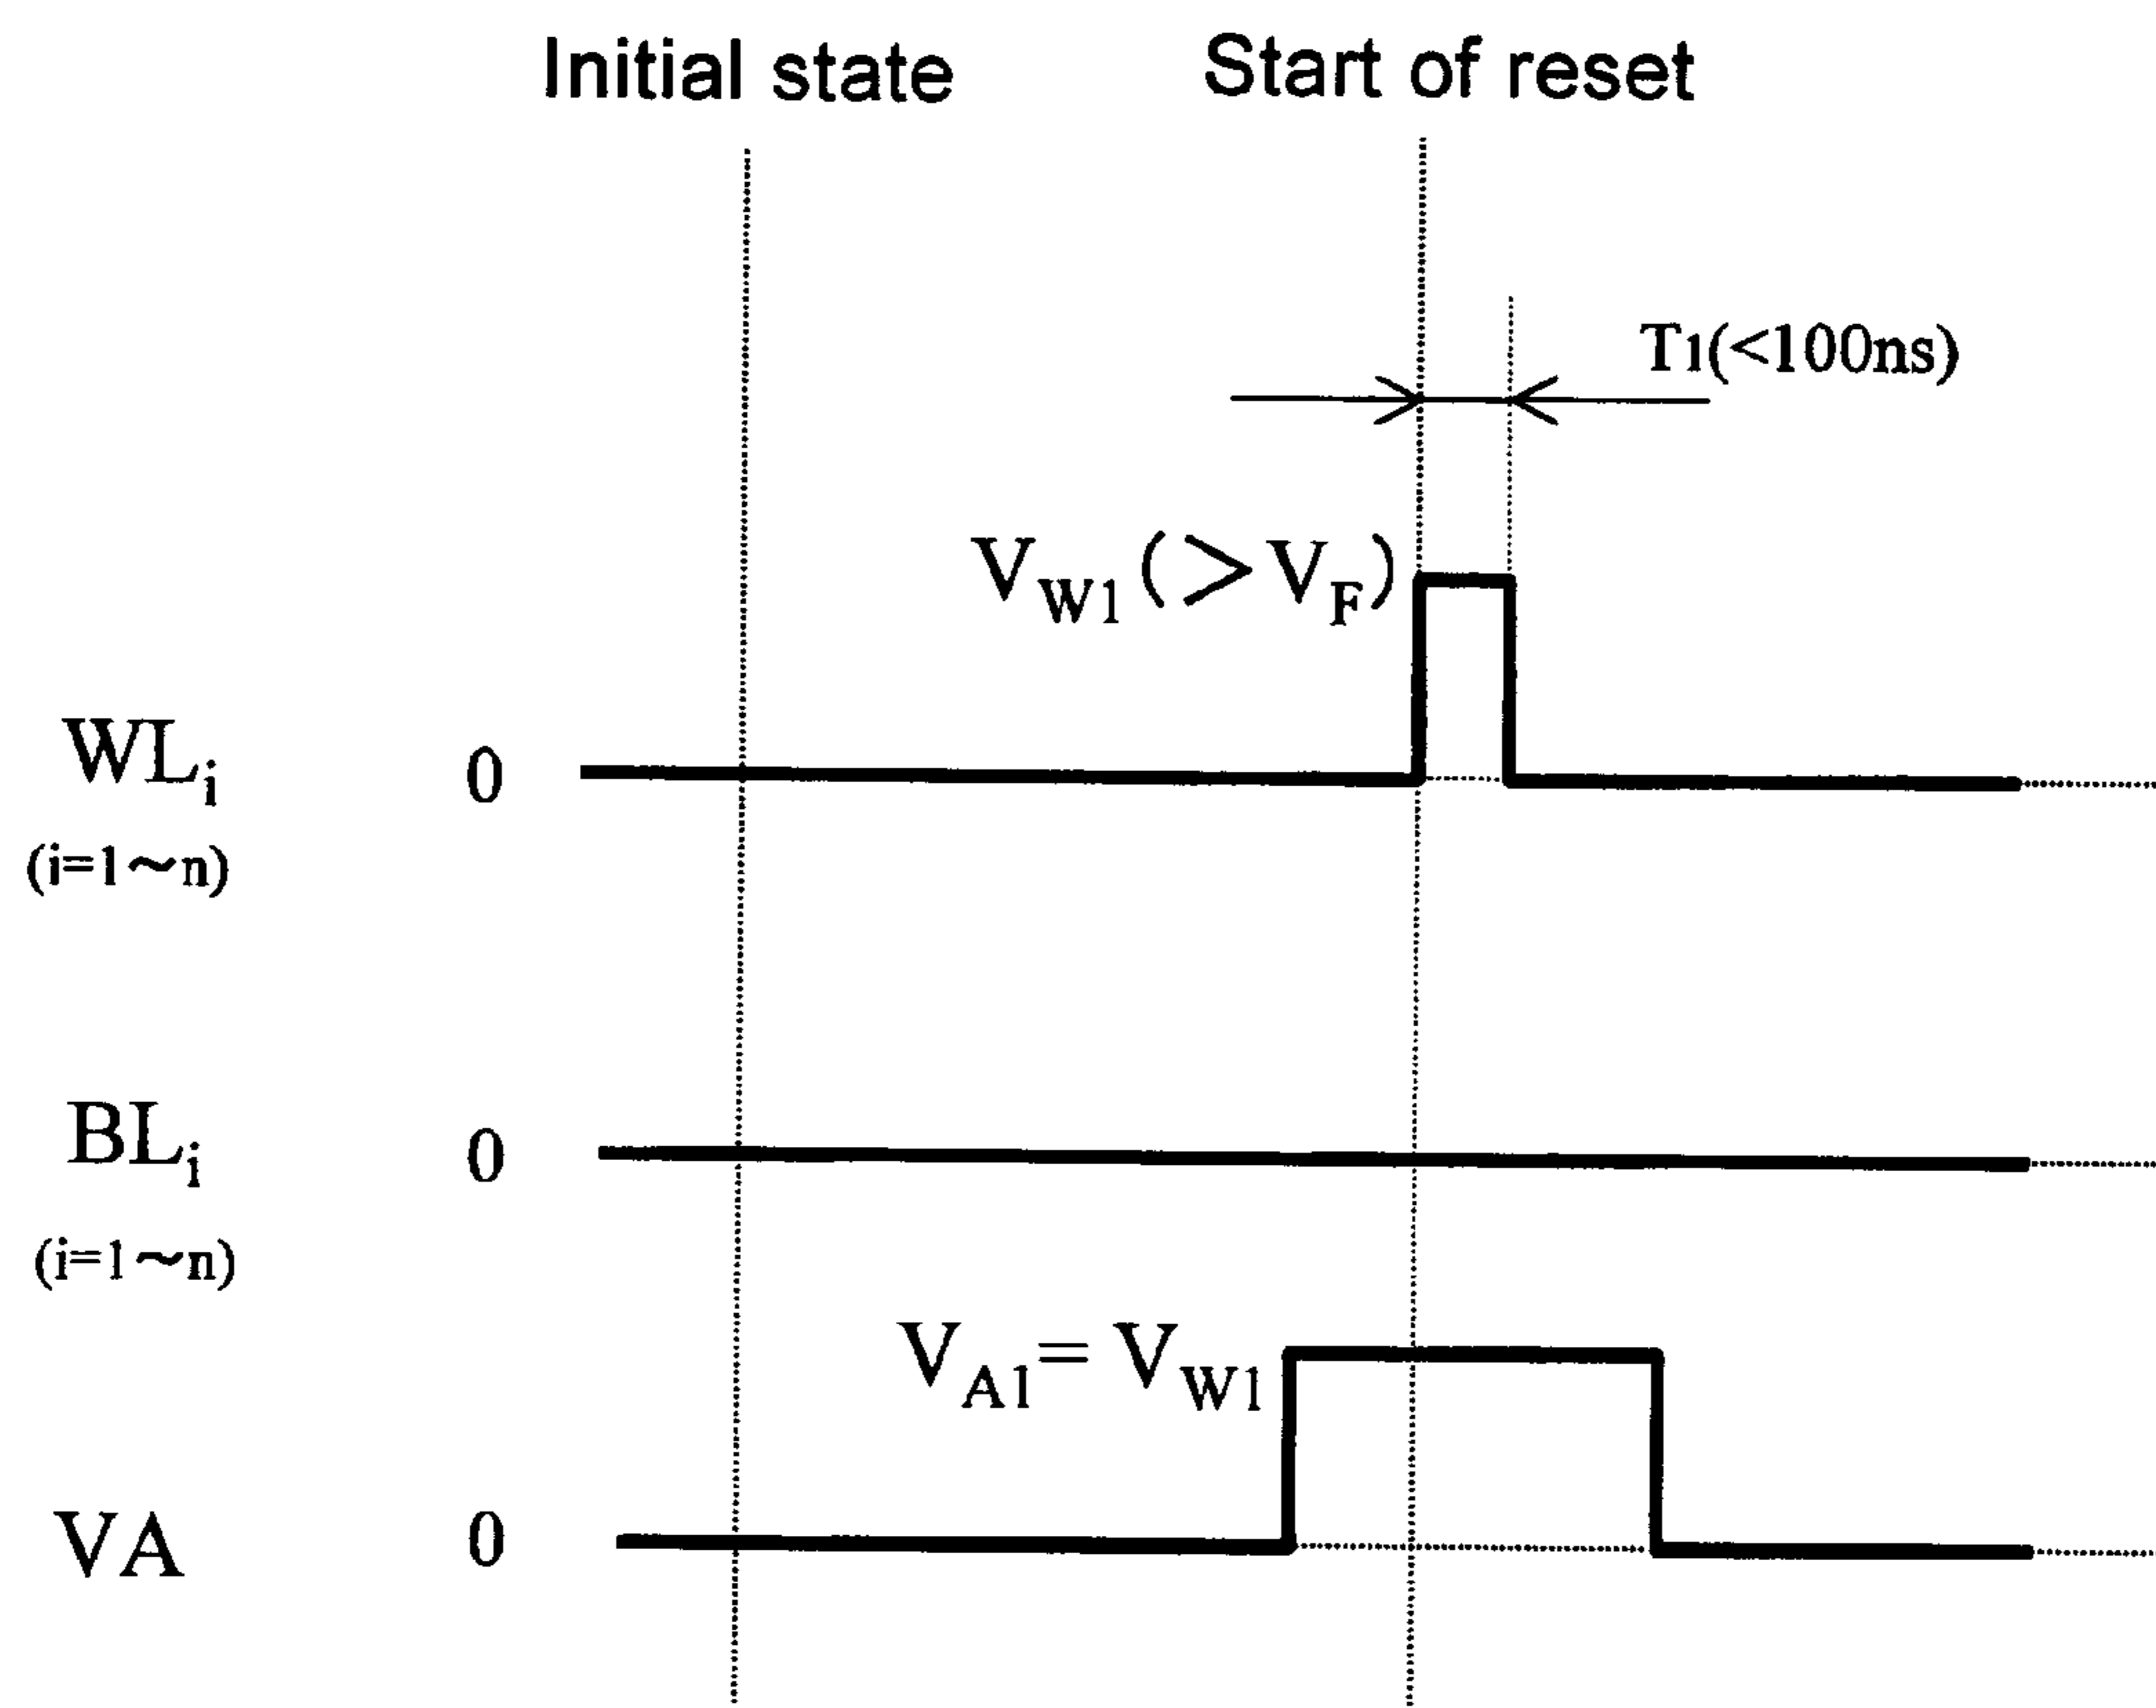 Initial state
Start of reset
T1(<100ns)
VW1(>VF)
WLi
0
(i=1~n)
BLi
0
(i=1~n)
VA1=VW1
VA
0